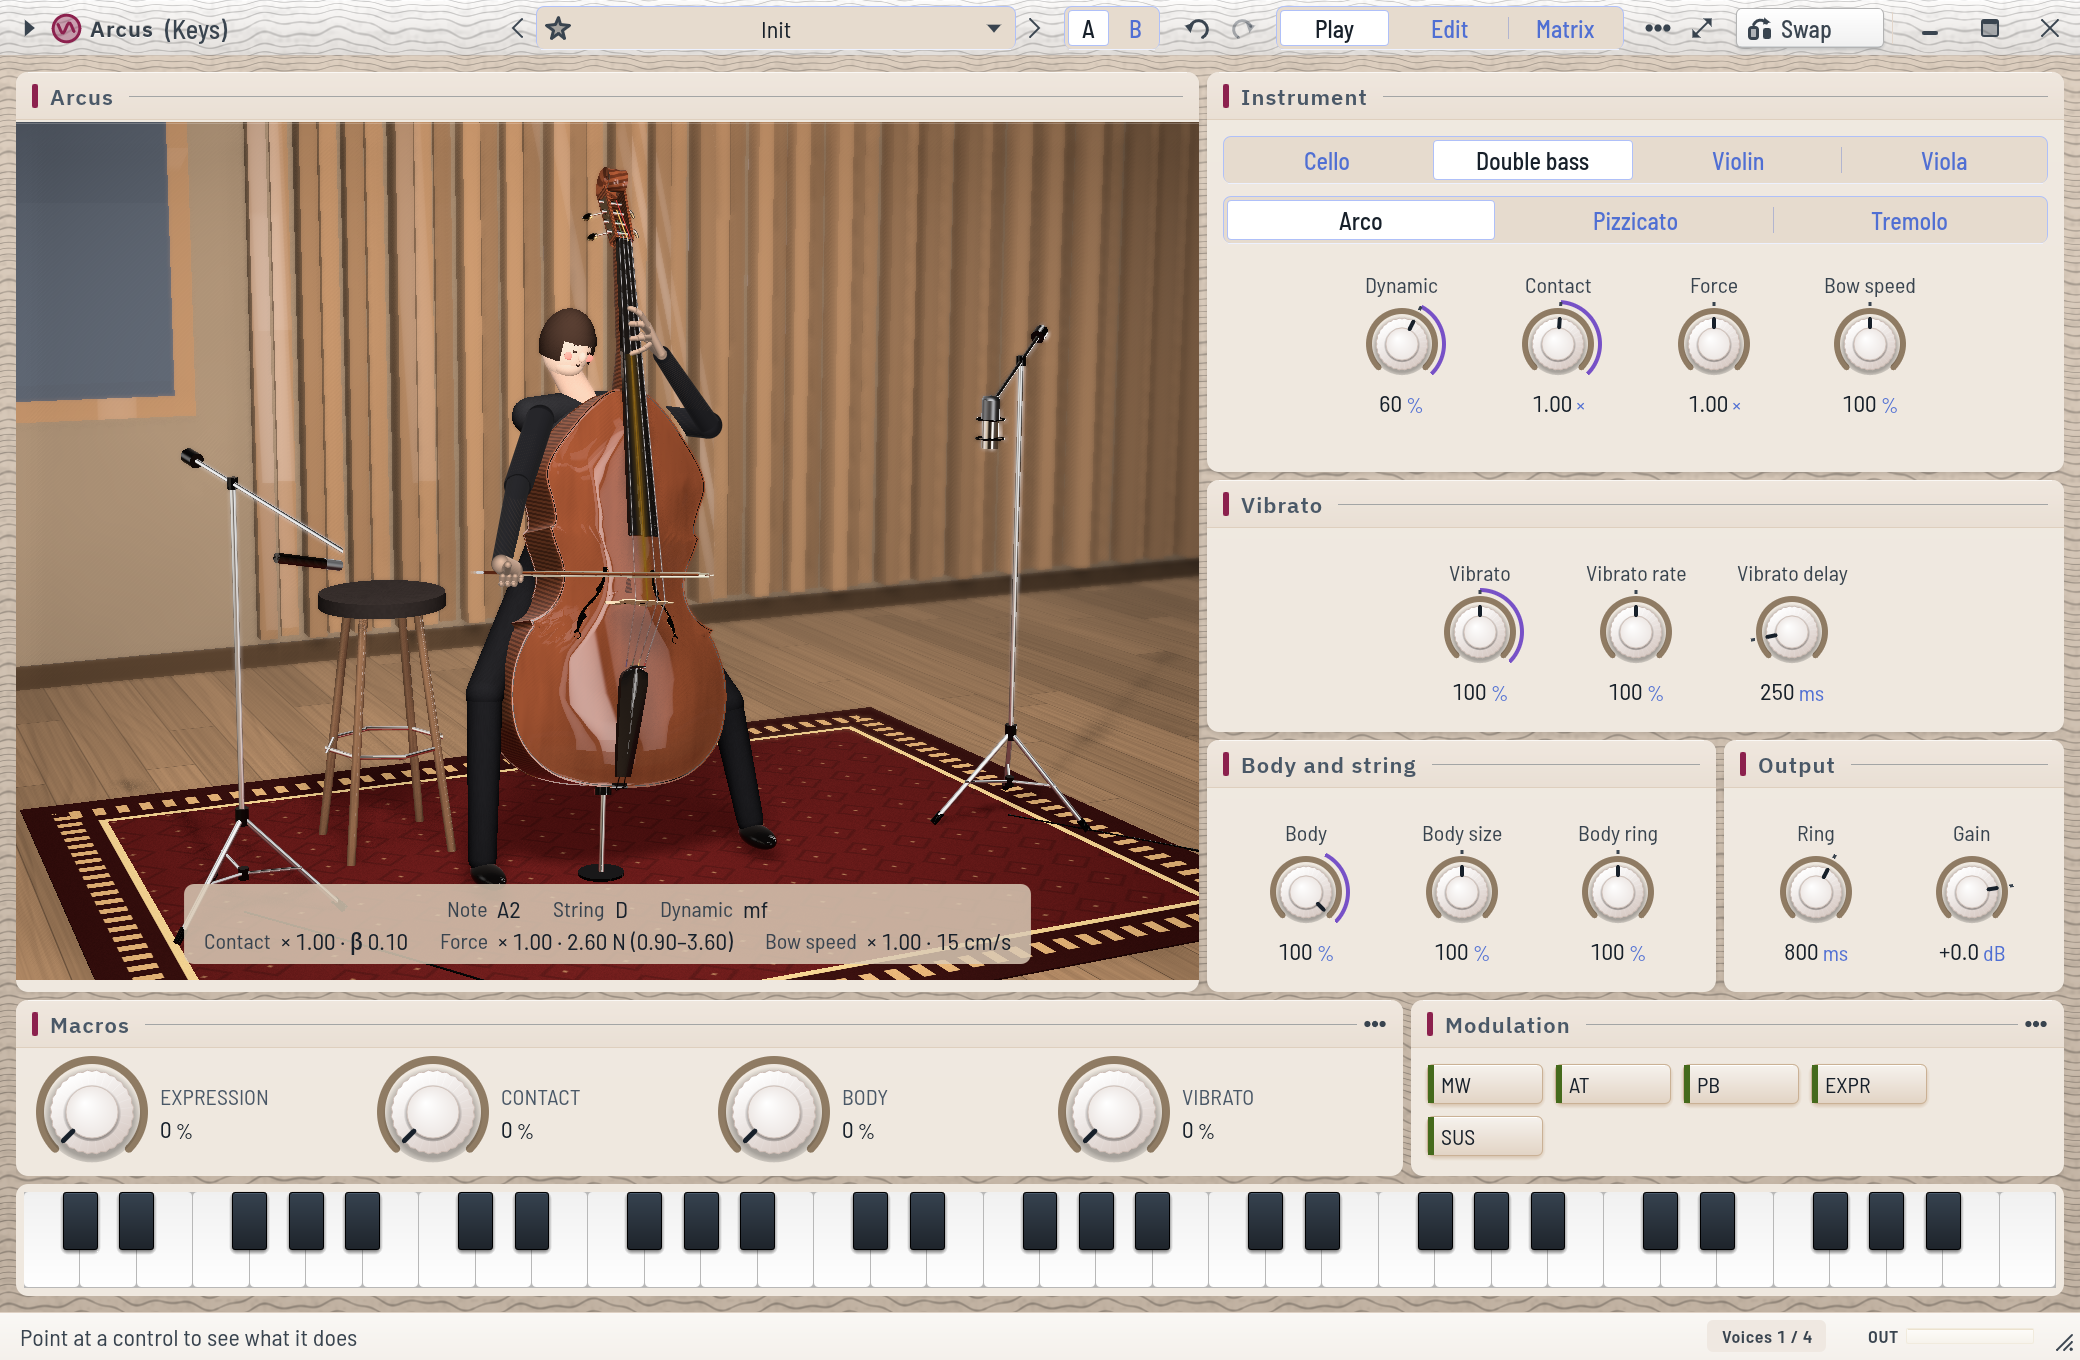 Arcus (Keys)
Init
A B
Play Edit Matrix
Swap
Arcus
Instrument
Cello Double bass Violin Viola
Arco Pizzicato Tremolo
Dynamic Contact Force Bow speed
60 % 1.00 × 1.00 × 100 %
Vibrato
Vibrato Vibrato rate Vibrato delay
100 % 100 % 250 ms
Body and string
Body Body size Body ring
100 % 100 % 100 %
Output
Ring Gain
800 ms +0.0 dB
Note A2 String D Dynamic mf
Contact × 1.00 · β 0.10 Force × 1.00 · 2.60 N (0.90–3.60) Bow speed × 1.00 · 15 cm/s
Macros
EXPRESSION
0 %
CONTACT
0 %
BODY
0 %
VIBRATO
0 %
Modulation
MW AT PB EXPR
SUS
Point at a control to see what it does
Voices 1 / 4
OUT